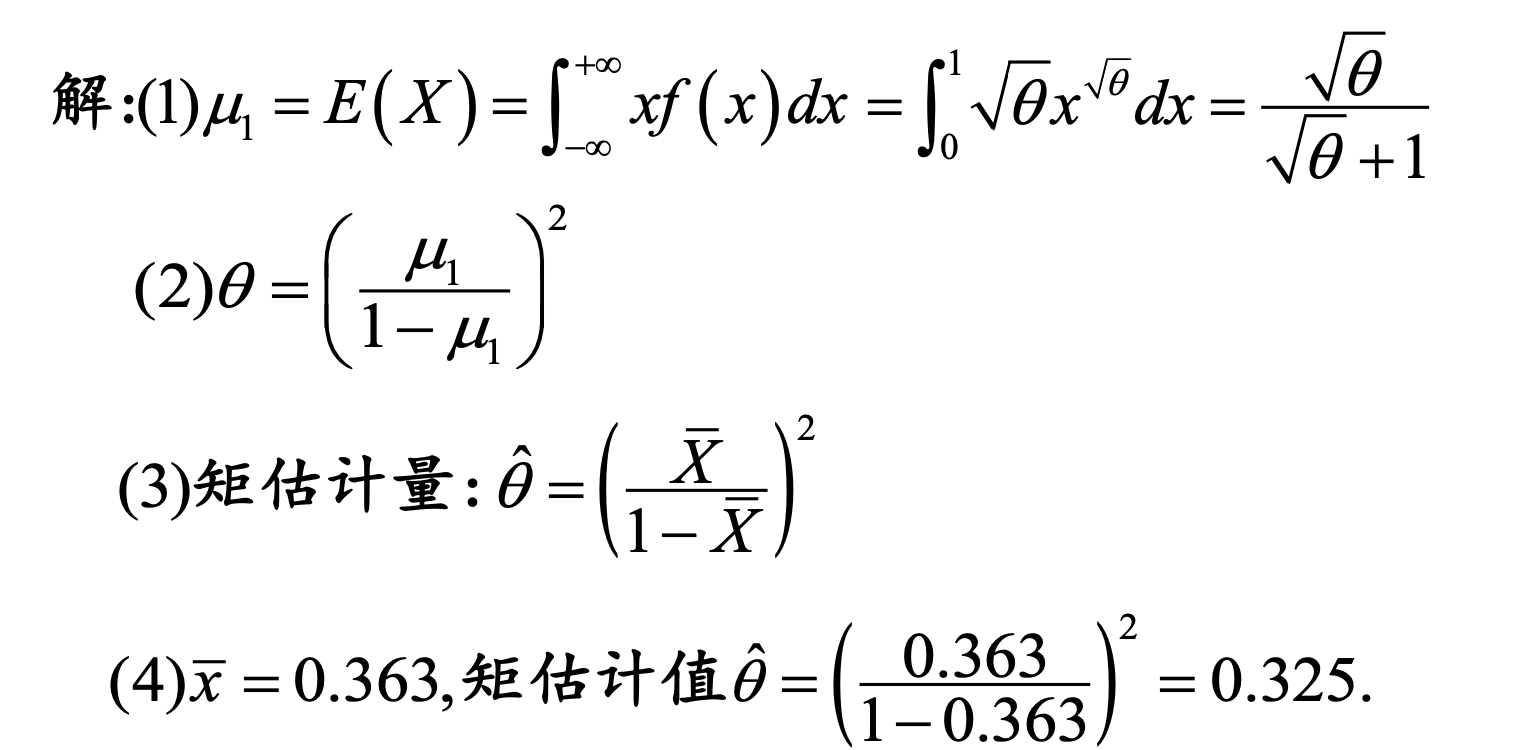 解:(1)μ₁ = E(X) = ∫_{-∞}^{+∞} xf(x)dx = ∫_0^1 √θ x^{√θ} dx = √θ/(√θ+1)
(2)θ = (μ₁/(1-μ₁))²
(3)矩估计量: θ̂ = (X̄/(1-X̄))²
(4)x̄ = 0.363,矩估计值θ̂ = (0.363/(1-0.363))² = 0.325.